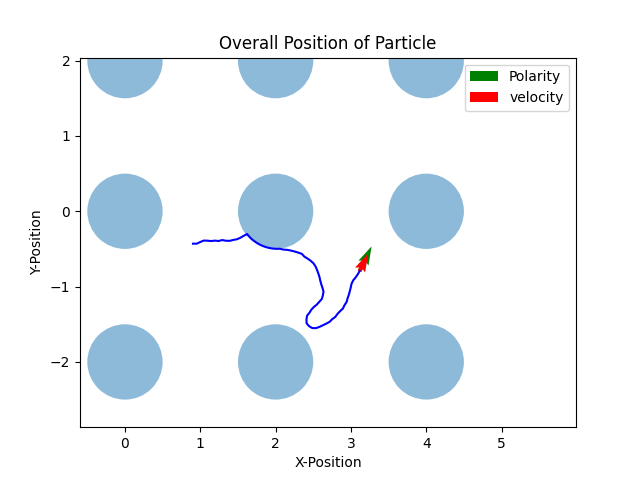 Overall Position of Particle
Polarity
velocity
2
1
0
−1
−2
Y-Position
0
1
2
3
4
5
X-Position